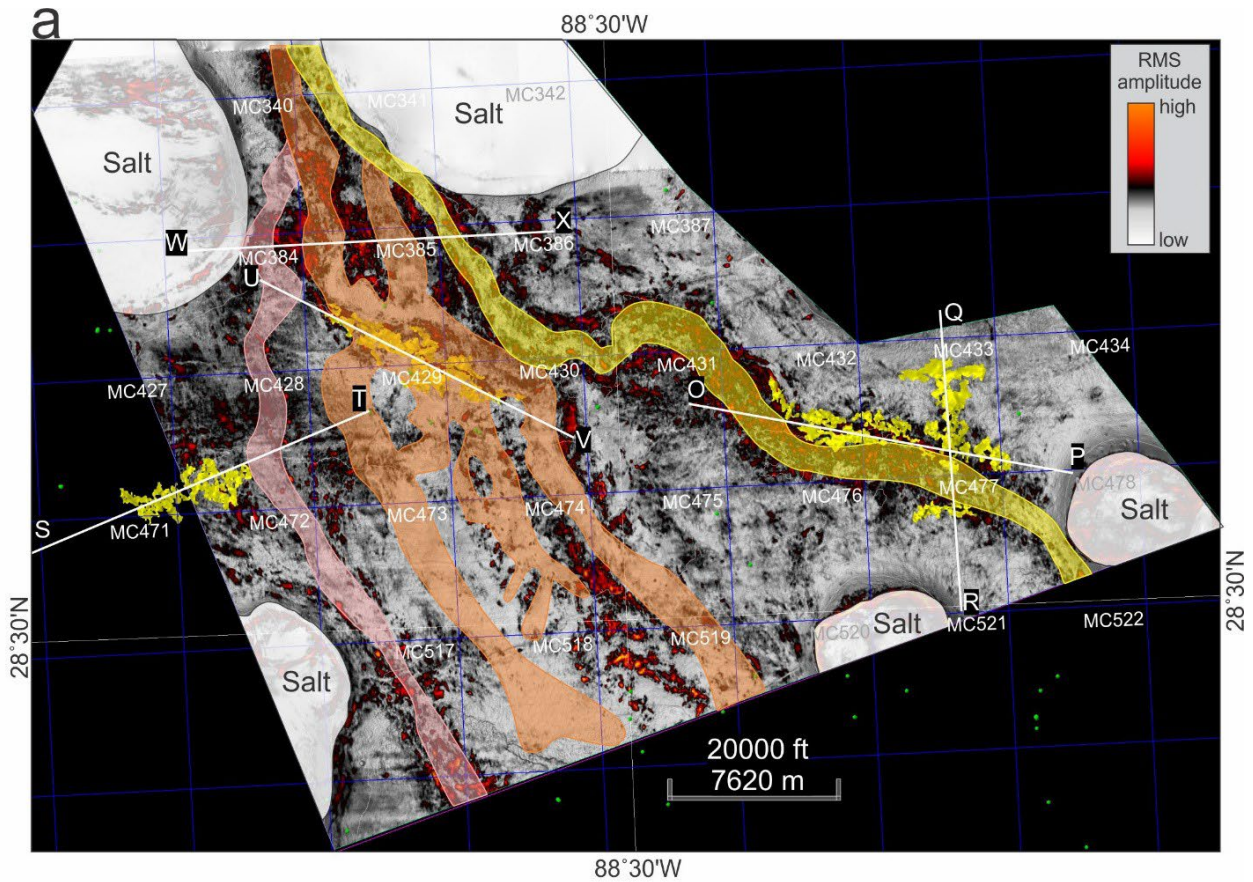 a
88°30'W
RMS
amplitude
high
low
MC340
MC341
MC342
Salt
Salt
W
X
MC384
MC385
MC386
MC387
U
Q
MC427
MC428
MC429
MC430
MC431
MC432
MC433
MC434
T
O
V
P
S
MC471
MC472
MC473
MC474
MC475
MC476
MC477
MC478
Salt
28°30'N
28°30'N
R
MC517
MC518
MC519
MC520
Salt
MC521
MC522
Salt
20000 ft
7620 m
88°30'W